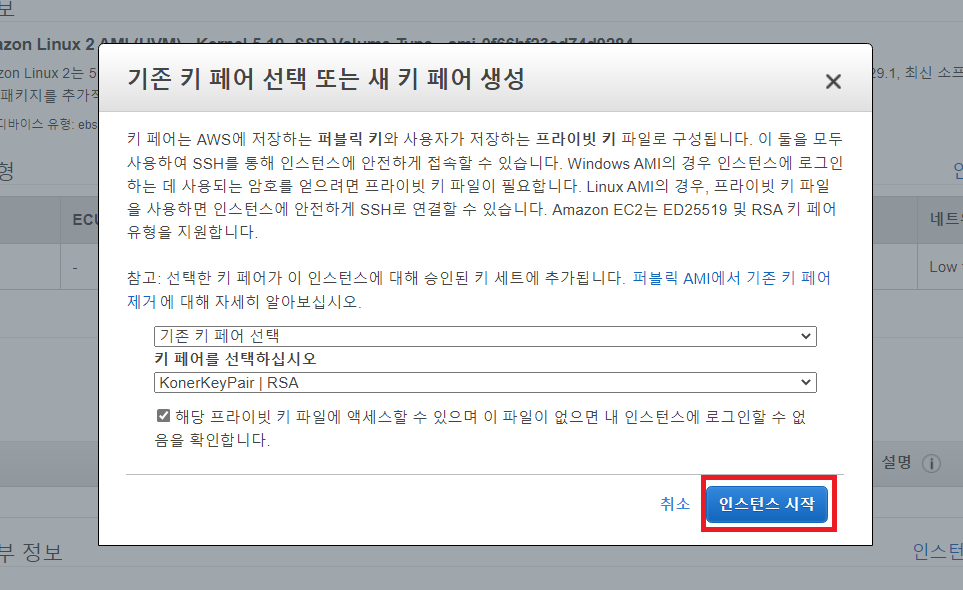 보
azon Linux 2 AMI (HVM) - Kernel 5.10, SSD Volume Type
기존 키 페어 선택 또는 새 키 페어 생성
zon Linux 2는 5
29.1, 최신 소프
패키지를 추가적
디바이스 유형: ebs
키 페어는 AWS에 저장하는 퍼블릭 키와 사용자가 저장하는 프라이빗 키 파일로 구성됩니다. 이 둘을 모두
사용하여 SSH를 통해 인스턴스에 안전하게 접속할 수 있습니다. Windows AMI의 경우 인스턴스에 로그인
하는 데 사용되는 암호를 얻으려면 프라이빗 키 파일이 필요합니다. Linux AMI의 경우, 프라이빗 키 파일
을 사용하면 인스턴스에 안전하게 SSH로 연결할 수 있습니다. Amazon EC2는 ED25519 및 RSA 키 페어
유형을 지원합니다.
형
ECU
네트
-
Low
참고: 선택한 키 페어가 이 인스턴스에 대해 승인된 키 세트에 추가됩니다. 퍼블릭 AMI에서 기존 키 페어
제거 에 대해 자세히 알아보십시오.
기존 키 페어 선택
키 페어를 선택하십시오
KonerKeyPair | RSA
해당 프라이빗 키 파일에 액세스할 수 있으며 이 파일이 없으면 내 인스턴스에 로그인할 수 없
음을 확인합니다.
설명
취소 인스턴스 시작
부 정보
인스턴